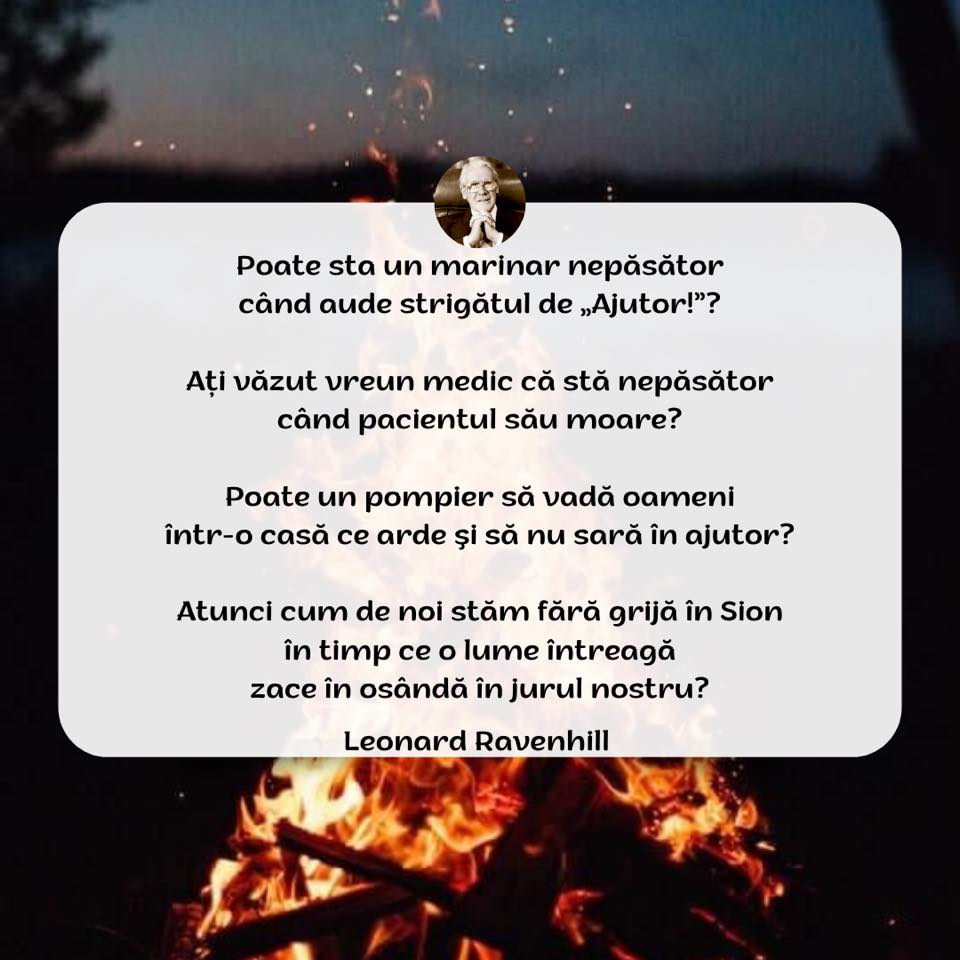 Poate sta un marinar nepăsător
când aude strigătul de „Ajutor!”?
Ați văzut vreun medic că stă nepăsător
când pacientul său moare?
Poate un pompier să vadă oameni
într-o casă ce arde şi să nu sară în ajutor?
Atunci cum de noi stăm fără grijă în Sion
în timp ce o lume întreagă
zace în osândă în jurul nostru?
Leonard Ravenhill